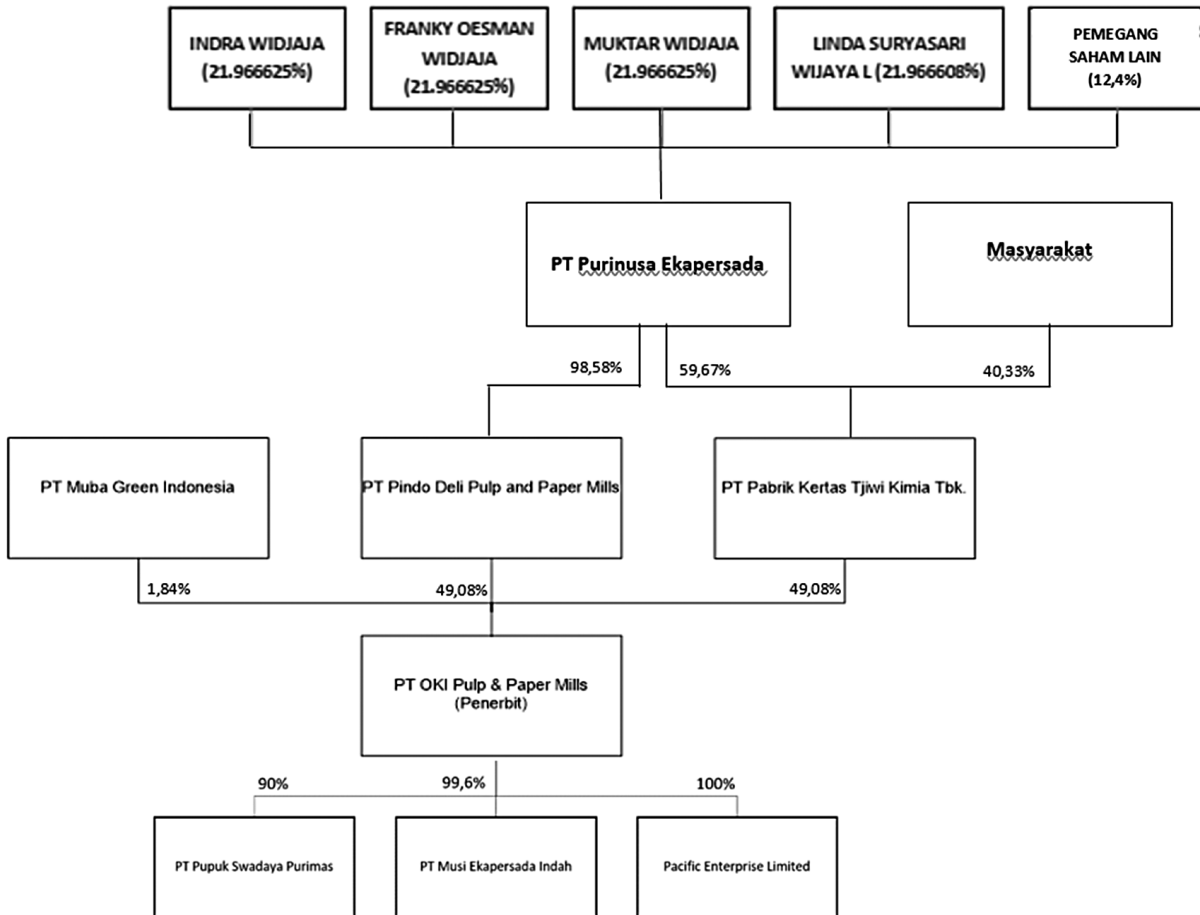 INDRA WIDJAJA
(21.966625%)
FRANKY OESMAN
WIDJAJA
(21.966625%)
MUKTAR WIDJAJA
(21.966625%)
LINDA SURYASARI
WIJAYA L (21.966608%)
PEMEGANG
SAHAM LAIN
(12,4%)
PT Purinusa Ekapersada
Masyarakat
98,58%
59,67%
40,33%
PT Muba Green Indonesia
PT Pindo Deli Pulp and Paper Mills
PT Pabrik Kertas Tjiwi Kimia Tbk.
1,84%
49,08%
49,08%
PT OKI Pulp & Paper Mills
(Penerbit)
90%
99,6%
100%
PT Pupuk Swadaya Purimas
PT Musi Ekapersada Indah
Pacific Enterprise Limited